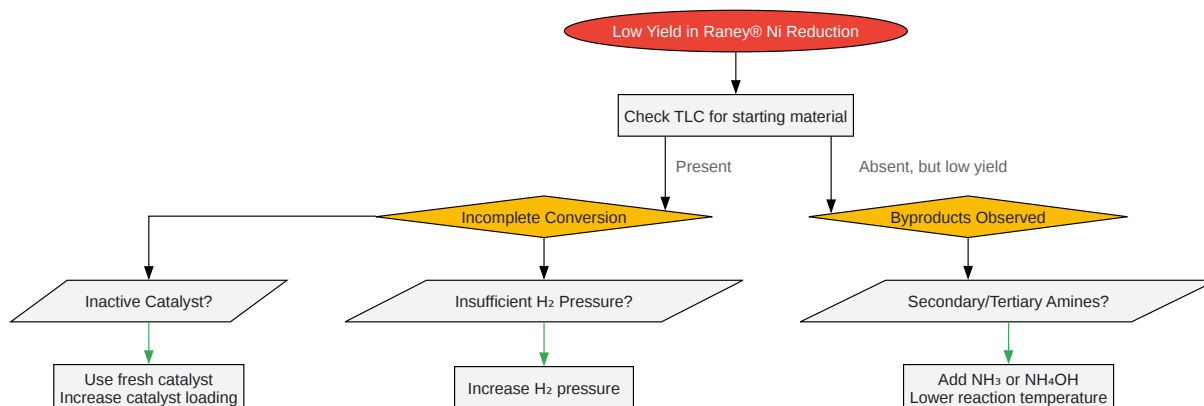 Low Yield in Raney® Ni Reduction
Check TLC for starting material
Present
Absent, but low yield
Incomplete Conversion
Byproducts Observed
Inactive Catalyst?
Insufficient H₂ Pressure?
Secondary/Tertiary Amines?
Use fresh catalyst
Increase catalyst loading
Increase H₂ pressure
Add NH₃ or NH₄OH
Lower reaction temperature